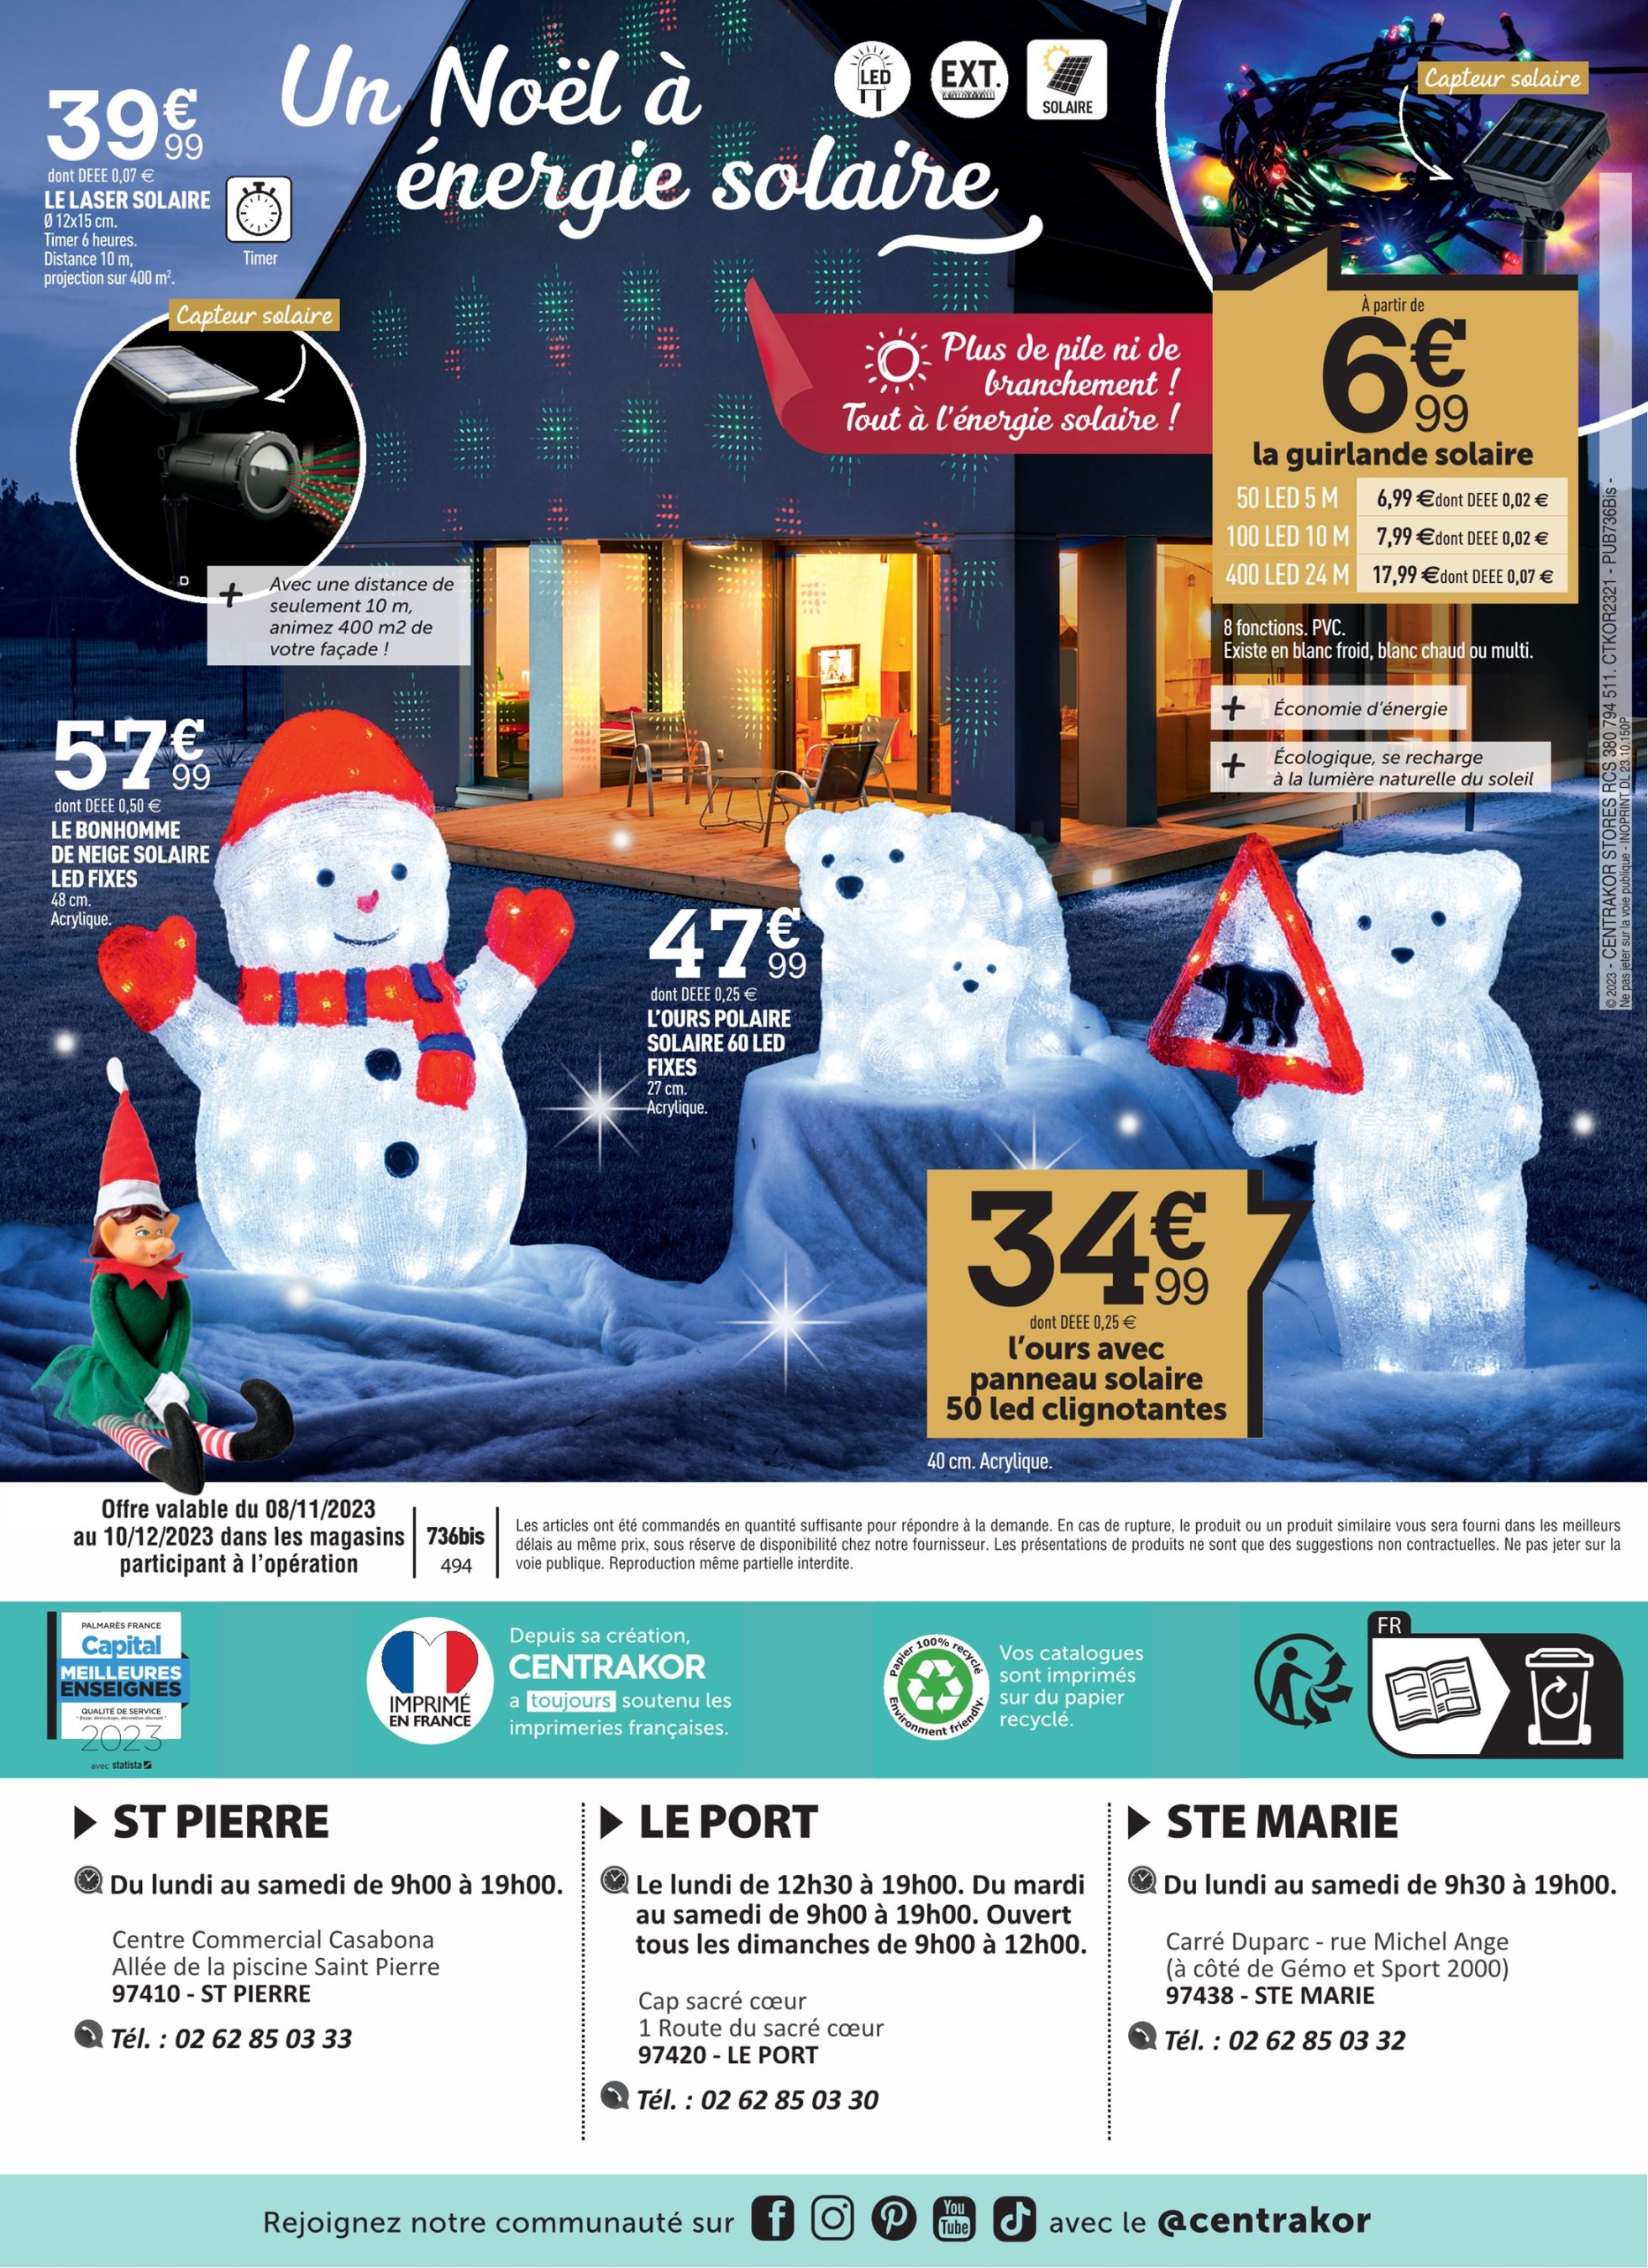 Un Noël à
énergie solaire
LED
EXT.
SOLAIRE
39€99
dont DEEE 0,07 €
LE LASER SOLAIRE
Ø 12x15 cm.
Timer 6 heures.
Distance 10 m,
projection sur 400 m².
Timer
Capteur solaire
+ Avec une distance de
seulement 10 m,
animez 400 m2 de
votre façade !
Capteur solaire
Plus de pile ni de
branchement !
Tout à l'énergie solaire !
À partir de
6€99
la guirlande solaire
50 LED 5 M 6,99 € dont DEEE 0,02 €
100 LED 10 M 7,99 € dont DEEE 0,02 €
400 LED 24 M 17,99 € dont DEEE 0,07 €
8 fonctions. PVC.
Existe en blanc froid, blanc chaud ou multi.
+ Économie d'énergie
+ Écologique, se recharge
à la lumière naturelle du soleil
© 2023 - CENTRAKOR STORES RCS 380 794 511. CTKOR2321 - PUB736Bis -
Ne pas jeter sur la voie publique - INOPRINT DL 23.10.150P
57€99
dont DEEE 0,50 €
LE BONHOMME
DE NEIGE SOLAIRE
LED FIXES
48 cm.
Acrylique.
47€99
dont DEEE 0,25 €
L'OURS POLAIRE
SOLAIRE 60 LED
FIXES
27 cm.
Acrylique.
34€99
dont DEEE 0,25 €
l'ours avec
panneau solaire
50 led clignotantes
40 cm. Acrylique.
Offre valable du 08/11/2023
au 10/12/2023 dans les magasins
participant à l'opération
736bis
494
Les articles ont été commandés en quantité suffisante pour répondre à la demande. En cas de rupture, le produit ou un produit similaire vous sera fourni dans les meilleurs
délais au même prix, sous réserve de disponibilité chez notre fournisseur. Les présentations de produits ne sont que des suggestions non contractuelles. Ne pas jeter sur la
voie publique. Reproduction même partielle interdite.
PALMARÈS FRANCE
Capital
MEILLEURES
ENSEIGNES
QUALITÉ DE SERVICE
2023
avec statista
IMPRIMÉ
EN FRANCE
Depuis sa création,
CENTRAKOR
a toujours soutenu les
imprimeries françaises.
Papier 100% recyclé
Environment friendly.
Vos catalogues
sont imprimés
sur du papier
recyclé.
FR
ST PIERRE
Du lundi au samedi de 9h00 à 19h00.
Centre Commercial Casabona
Allée de la piscine Saint Pierre
97410 - ST PIERRE
Tél. : 02 62 85 03 33
LE PORT
Le lundi de 12h30 à 19h00. Du mardi
au samedi de 9h00 à 19h00. Ouvert
tous les dimanches de 9h00 à 12h00.
Cap sacré cœur
1 Route du sacré cœur
97420 - LE PORT
Tél. : 02 62 85 03 30
STE MARIE
Du lundi au samedi de 9h30 à 19h00.
Carré Duparc - rue Michel Ange
(à côté de Gémo et Sport 2000)
97438 - STE MARIE
Tél. : 02 62 85 03 32
Rejoignez notre communauté sur
You
Tube
avec le @centrakor